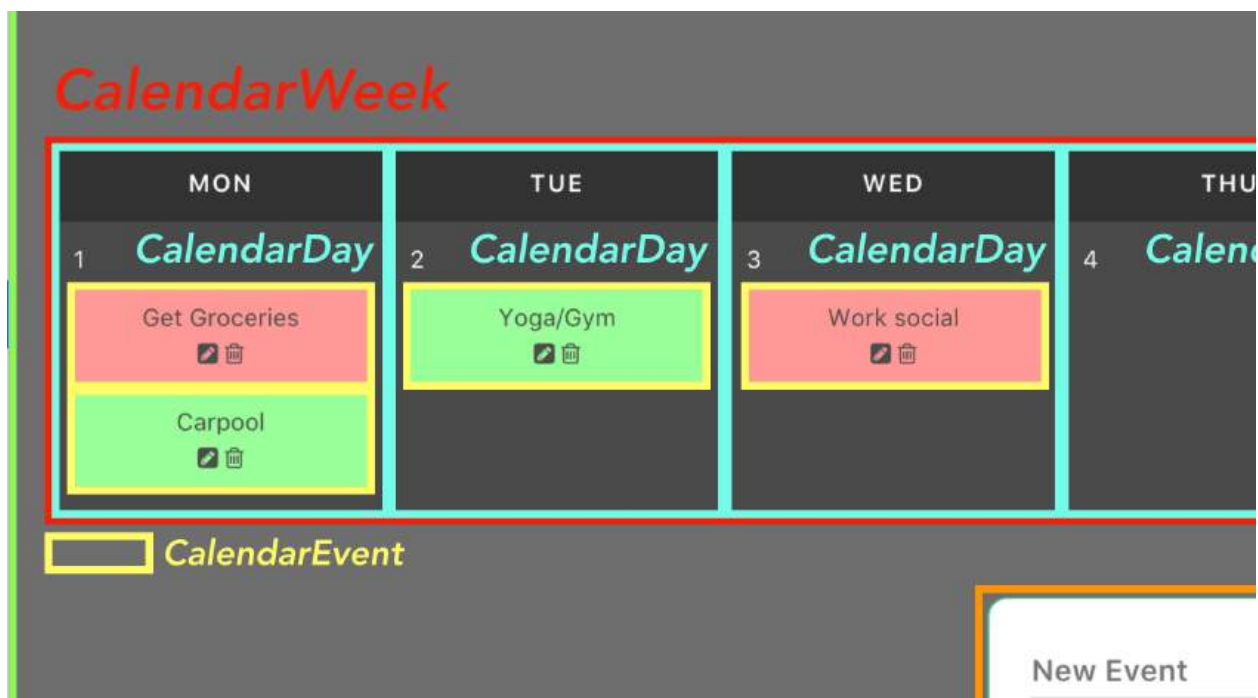 CalendarWeek
MON TUE WED THU
1 CalendarDay 2 CalendarDay 3 CalendarDay 4
Get Groceries Yoga/Gym Work social
Carpool
CalendarEvent
New Event